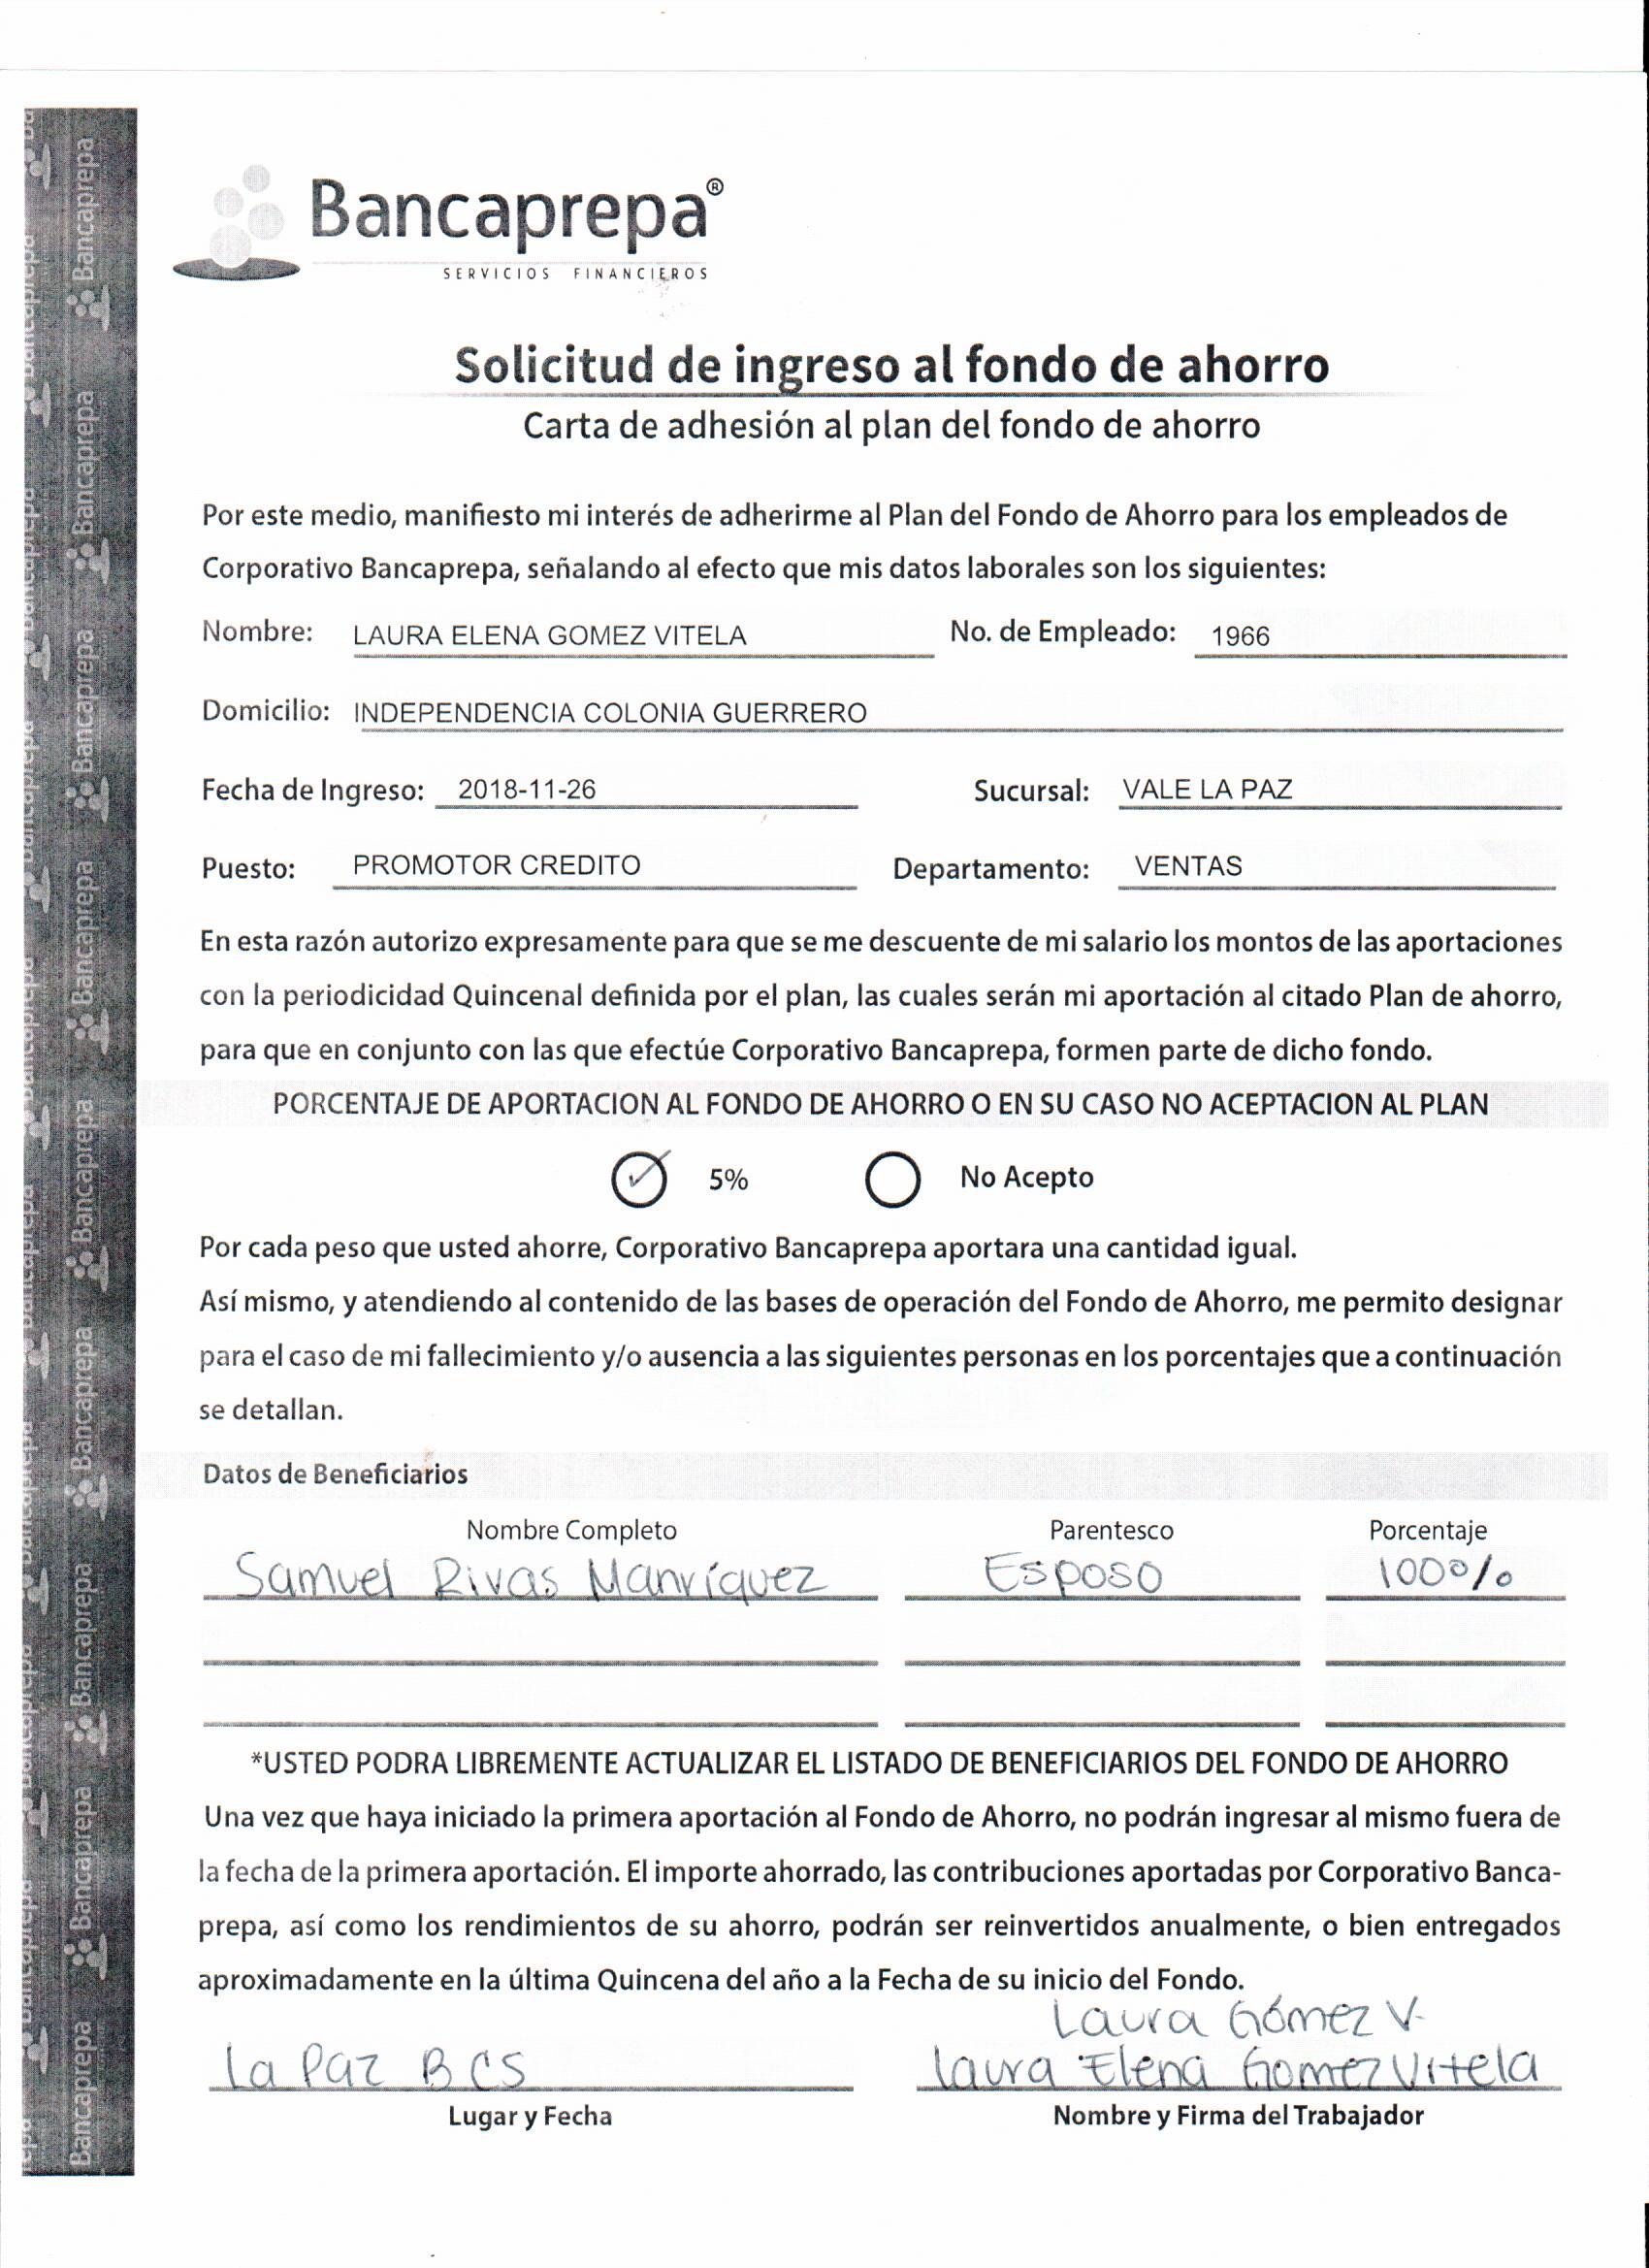 Bancaprepa®
SERVICIOS FINANCIEROS
Solicitud de ingreso al fondo de ahorro
Carta de adhesión al plan del fondo de ahorro
Por este medio, manifiesto mi interés de adherirme al Plan del Fondo de Ahorro para los empleados de
Corporativo Bancaprepa, señalando al efecto que mis datos laborales son los siguientes:
Nombre: LAURA ELENA GOMEZ VITELA No. de Empleado: 1966
Domicilio: INDEPENDENCIA COLONIA GUERRERO
Fecha de Ingreso: 2018-11-26 Sucursal: VALE LA PAZ
Puesto: PROMOTOR CREDITO Departamento: VENTAS
En esta razón autorizo expresamente para que se me descuente de mi salario los montos de las aportaciones
con la periodicidad Quincenal definida por el plan, las cuales serán mi aportación al citado Plan de ahorro,
para que en conjunto con las que efectúe Corporativo Bancaprepa, formen parte de dicho fondo.
PORCENTAJE DE APORTACION AL FONDO DE AHORRO O EN SU CASO NO ACEPTACION AL PLAN
✓ 5% No Acepto
Por cada peso que usted ahorre, Corporativo Bancaprepa aportara una cantidad igual.
Así mismo, y atendiendo al contenido de las bases de operación del Fondo de Ahorro, me permito designar
para el caso de mi fallecimiento y/o ausencia a las siguientes personas en los porcentajes que a continuación
se detallan.
Datos de Beneficiarios
Nombre Completo Parentesco Porcentaje
Samuel Rivas Manríquez Esposo 100%
*USTED PODRA LIBREMENTE ACTUALIZAR EL LISTADO DE BENEFICIARIOS DEL FONDO DE AHORRO
Una vez que haya iniciado la primera aportación al Fondo de Ahorro, no podrán ingresar al mismo fuera de
la fecha de la primera aportación. El importe ahorrado, las contribuciones aportadas por Corporativo Banca-
prepa, así como los rendimientos de su ahorro, podrán ser reinvertidos anualmente, o bien entregados
aproximadamente en la última Quincena del año a la Fecha de su inicio del Fondo.
Laura Gómez V.
La Paz BCS Laura Elena Gomez Vitela
Lugar y Fecha Nombre y Firma del Trabajador
Bancaprepa Bancaprepa Bancaprepa Bancaprepa Bancaprepa Bancaprepa Bancaprepa Bancaprepa Bancaprepa